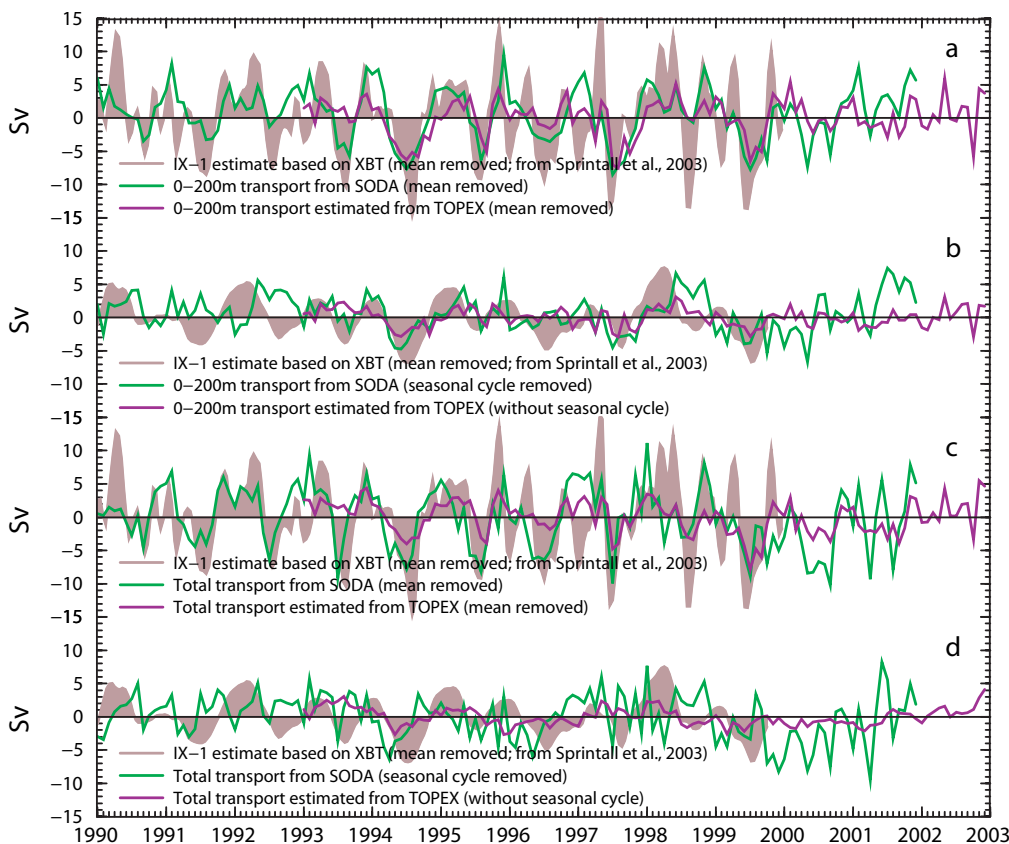 15
10
5
0
−5
−10
−15
Sv
a
IX−1 estimate based on XBT (mean removed; from Sprintall et al., 2003)
0−200m transport from SODA (mean removed)
0−200m transport estimated from TOPEX (mean removed)
10
5
0
−5
−10
−15
Sv
b
IX−1 estimate based on XBT (mean removed; from Sprintall et al., 2003)
0−200m transport from SODA (seasonal cycle removed)
0−200m transport estimated from TOPEX (without seasonal cycle)
10
5
0
−5
−10
−15
Sv
c
IX−1 estimate based on XBT (mean removed; from Sprintall et al., 2003)
Total transport from SODA (mean removed)
Total transport estimated from TOPEX (mean removed)
10
5
0
−5
−10
−15
Sv
d
IX−1 estimate based on XBT (mean removed; from Sprintall et al., 2003)
Total transport from SODA (seasonal cycle removed)
Total transport estimated from TOPEX (without seasonal cycle)
1990 1991 1992 1993 1994 1995 1996 1997 1998 1999 2000 2001 2002 2003